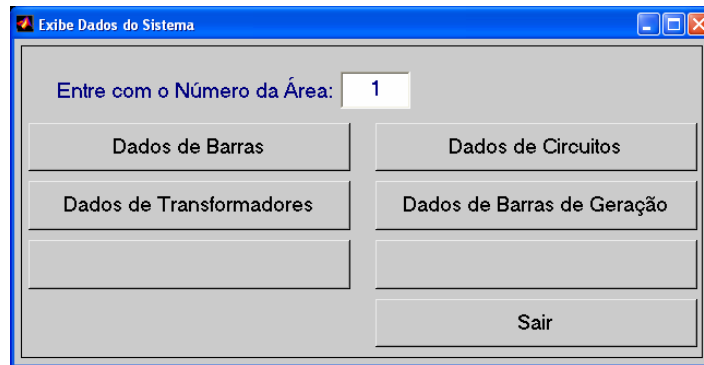 Exibe Dados do Sistema
Entre com o Número da Área: 1
Dados de Barras
Dados de Circuitos
Dados de Transformadores
Dados de Barras de Geração
Sair